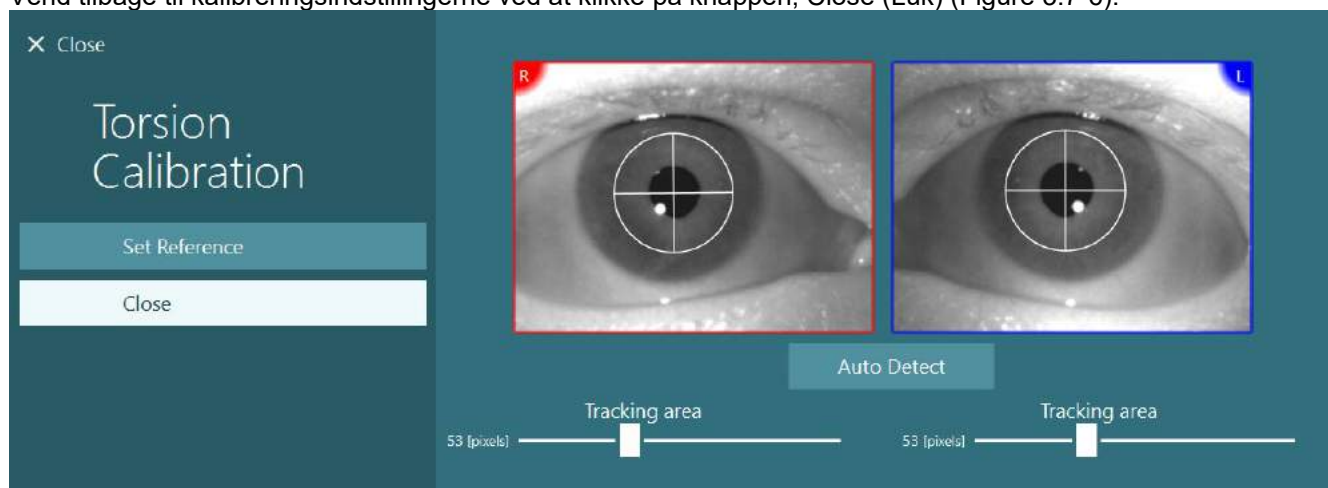 Vend tilbage til kalibreringsindstillingerne ved at klikke på knappen, Close (Luk) (Figure 5.7-6).
✕ Close
Torsion
Calibration
Set Reference
Close
R
L
Auto Detect
Tracking area
53 [pixels]
Tracking area
53 [pixels]